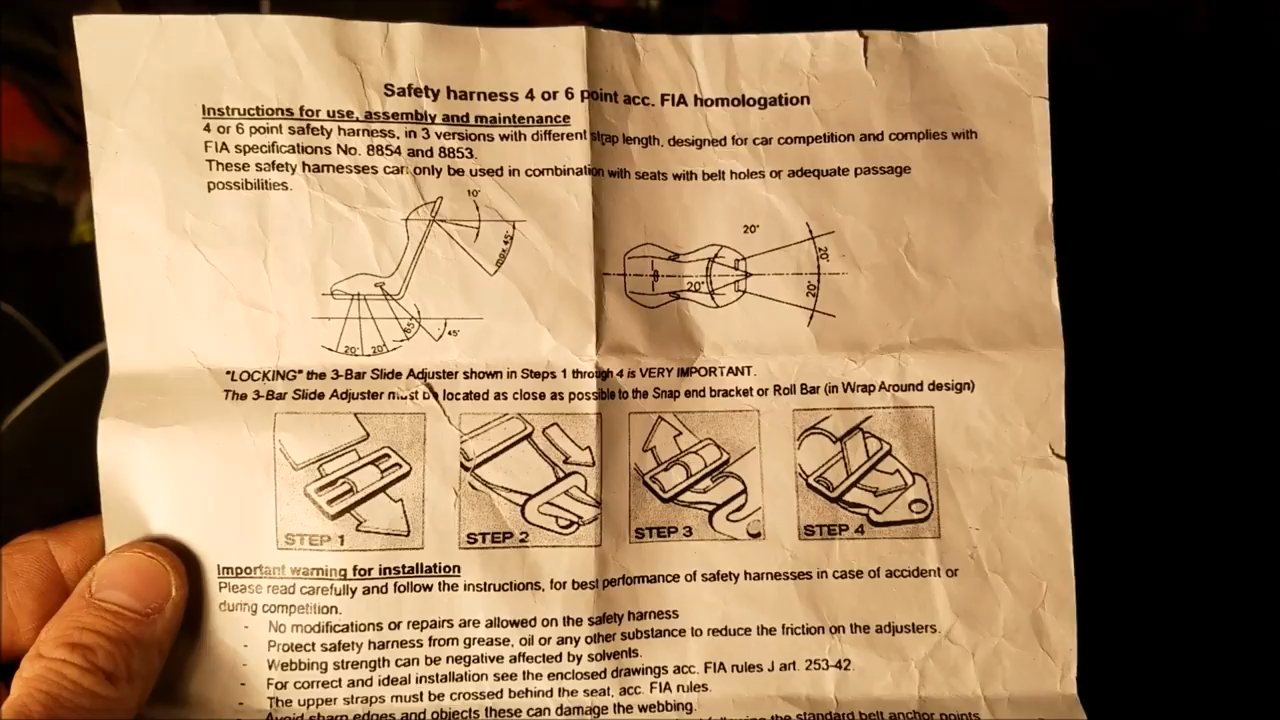 Safety harness 4 or 6 point acc. FIA homologation
Instructions for use, assembly and maintenance
4 or 6 point safety harness, in 3 versions with different strap length, designed for car competition and complies with
FIA specifications No. 8854 and 8853.
These safety harnesses can only be used in combination with seats with belt holes or adequate passage
possibilities.
10°
max.45°
65°
45°
20° 20°
20°
20°
20°
20°
"LOCKING" the 3-Bar Slide Adjuster shown in Steps 1 through 4 is VERY IMPORTANT.
The 3-Bar Slide Adjuster must be located as close as possible to the Snap end bracket or Roll Bar (in Wrap Around design)
STEP 1 STEP 2 STEP 3 STEP 4
Important warning for installation
Please read carefully and follow the instructions, for best performance of safety harnesses in case of accident or
during competition.
- No modifications or repairs are allowed on the safety harness
- Protect safety harness from grease, oil or any other substance to reduce the friction on the adjusters.
- Webbing strength can be negative affected by solvents.
- For correct and ideal installation see the enclosed drawings acc. FIA rules J art. 253-42.
- The upper straps must be crossed behind the seat, acc. FIA rules.
Avoid sharp edges and objects these can damage the webbing.
the standard belt anchor points